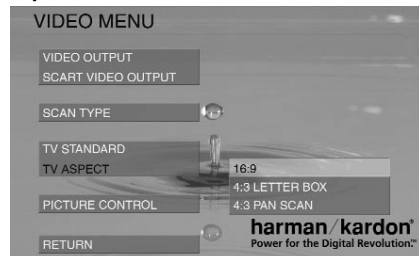 VIDEO MENU
VIDEO OUTPUT
SCART VIDEO OUTPUT
SCAN TYPE
TV STANDARD
TV ASPECT
16:9
4:3 LETTER BOX
PICTURE CONTROL
4:3 PAN SCAN
harman/kardon®
Power for the Digital Revolution.™
RETURN